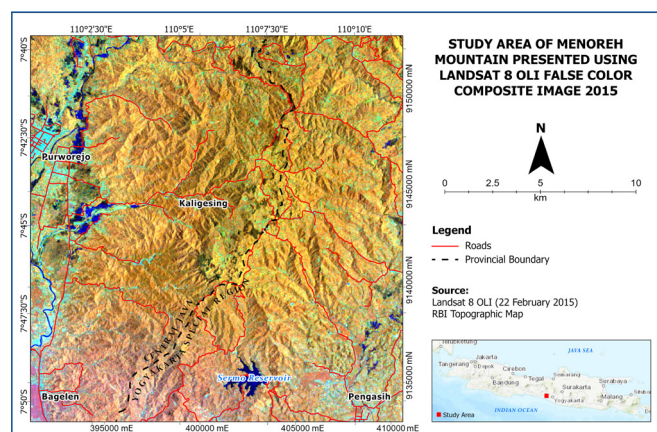 110°2'30"E 110°5'E 110°7'30"E 110°10'E
7°40'S
7°42'30"S
7°45'S
7°47'30"S
7°50'S
9150000 mN
9145000 mN
9140000 mN
9135000 mN
395000 mE 400000 mE 405000 mE 410000 mE
Purworejo
Kaligesing
CENTRAL JAVA
YOGYAKARTA SPECIAL REGION
Sermo Reservoir
Bagelen
Pengasih
STUDY AREA OF MENOREH
MOUNTAIN PRESENTED USING
LANDSAT 8 OLI FALSE COLOR
COMPOSITE IMAGE 2015
N
0 2.5 5 10
km
Legend
Roads
Provincial Boundary
Source:
Landsat 8 OLI (22 February 2015)
RBI Topographic Map
JAVA SEA
Jakarta
Tangerang
Depok
Cirebon
Bandung
Tegal
Semarang
Surakarta
Surabaya
Yogyakarta
Malang
INDIAN OCEAN
Study Area